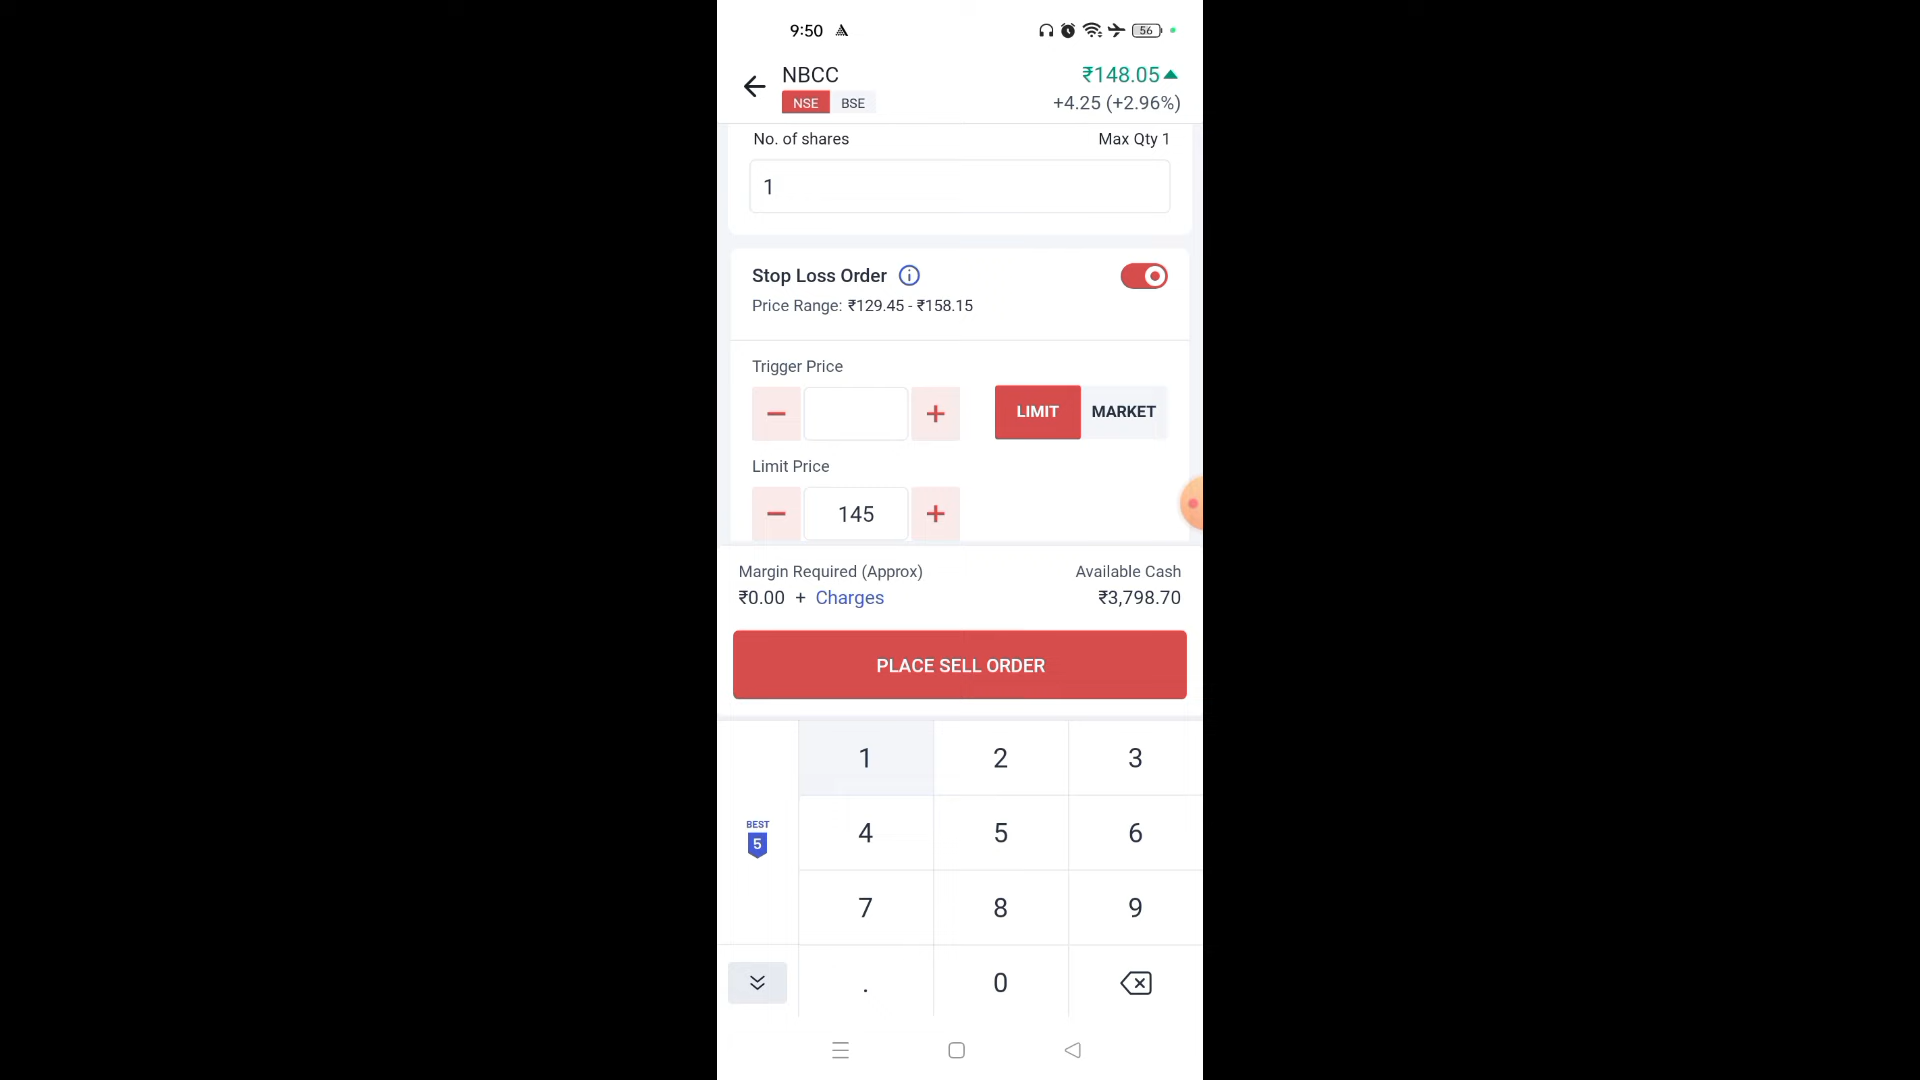 9:50
56
NBCC
₹148.05
NSE BSE
+4.25 (+2.96%)
No. of shares
Max Qty 1
1
Stop Loss Order
Price Range: ₹129.45 - ₹158.15
Trigger Price
LIMIT MARKET
Limit Price
145
Margin Required (Approx)
Available Cash
₹0.00 + Charges
₹3,798.70
PLACE SELL ORDER
1 2 3
BEST
5
4 5 6
7 8 9
. 0